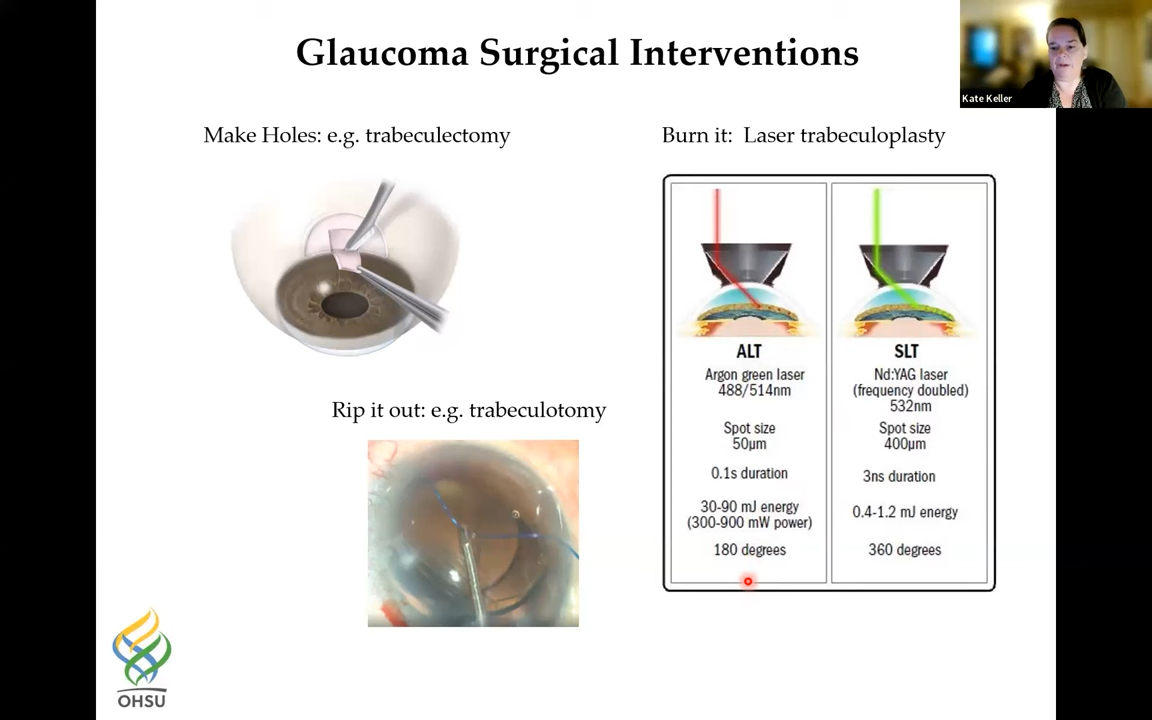 Glaucoma Surgical Interventions
Kate Keller
Make Holes: e.g. trabeculectomy
Burn it: Laser trabeculoplasty
Rip it out: e.g. trabeculotomy
ALT
Argon green laser
488/514nm
Spot size
50µm
0.1s duration
30-90 mJ energy
(300-900 mW power)
180 degrees
SLT
Nd:YAG laser
(frequency doubled)
532nm
Spot size
400µm
3ns duration
0.4-1.2 mJ energy
360 degrees
OHSU